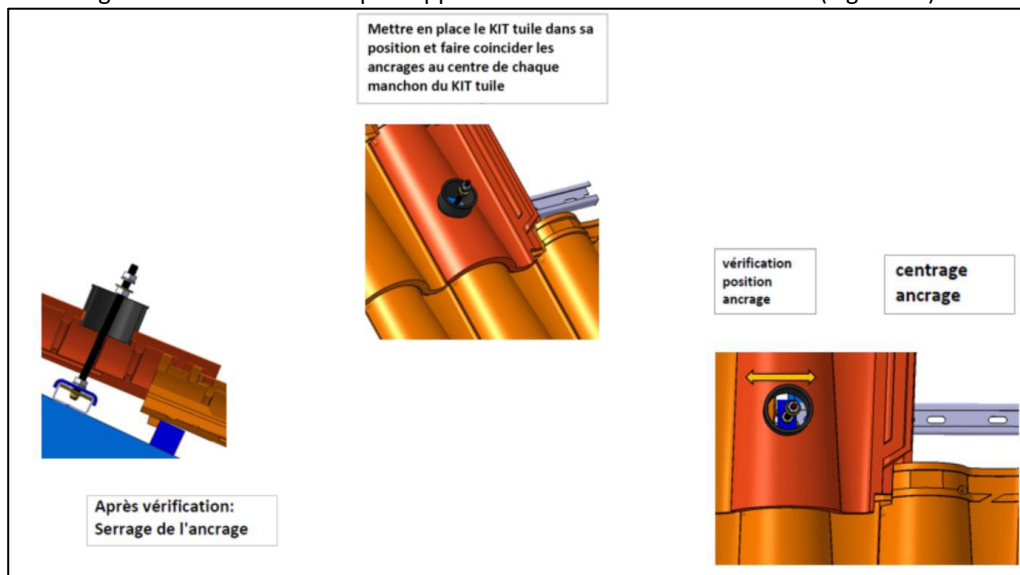 Mettre en place le KIT tuile dans sa
position et faire coincider les
ancrages au centre de chaque
manchon du KIT tuile
vérification
position
ancrage
centrage
ancrage
Après vérification:
Serrage de l'ancrage